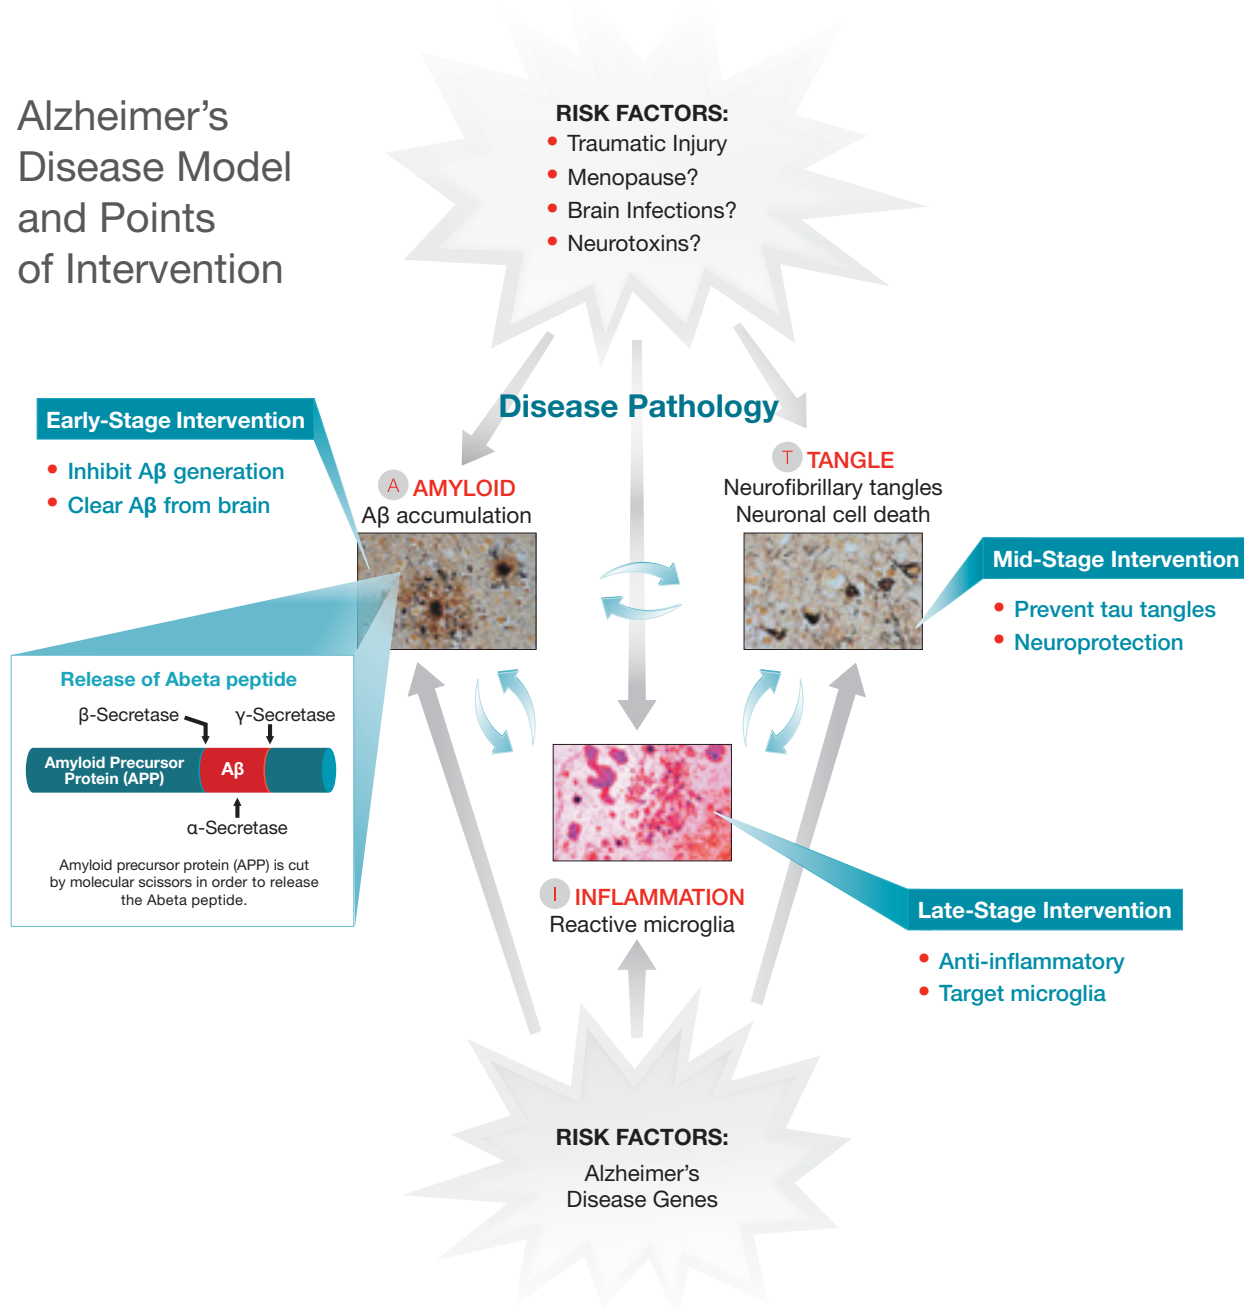 Alzheimer’s
Disease Model
and Points
of Intervention
RISK FACTORS:
• Traumatic Injury
• Menopause?
• Brain Infections?
• Neurotoxins?
Disease Pathology
Early-Stage Intervention
• Inhibit Aβ generation
• Clear Aβ from brain
A AMYLOID
Aβ accumulation
T TANGLE
Neurofibrillary tangles
Neuronal cell death
Mid-Stage Intervention
• Prevent tau tangles
• Neuroprotection
Release of Abeta peptide
β-Secretase
γ-Secretase
Amyloid Precursor
Protein (APP)
Aβ
α-Secretase
Amyloid precursor protein (APP) is cut
by molecular scissors in order to release
the Abeta peptide.
I INFLAMMATION
Reactive microglia
Late-Stage Intervention
• Anti-inflammatory
• Target microglia
RISK FACTORS:
Alzheimer’s
Disease Genes